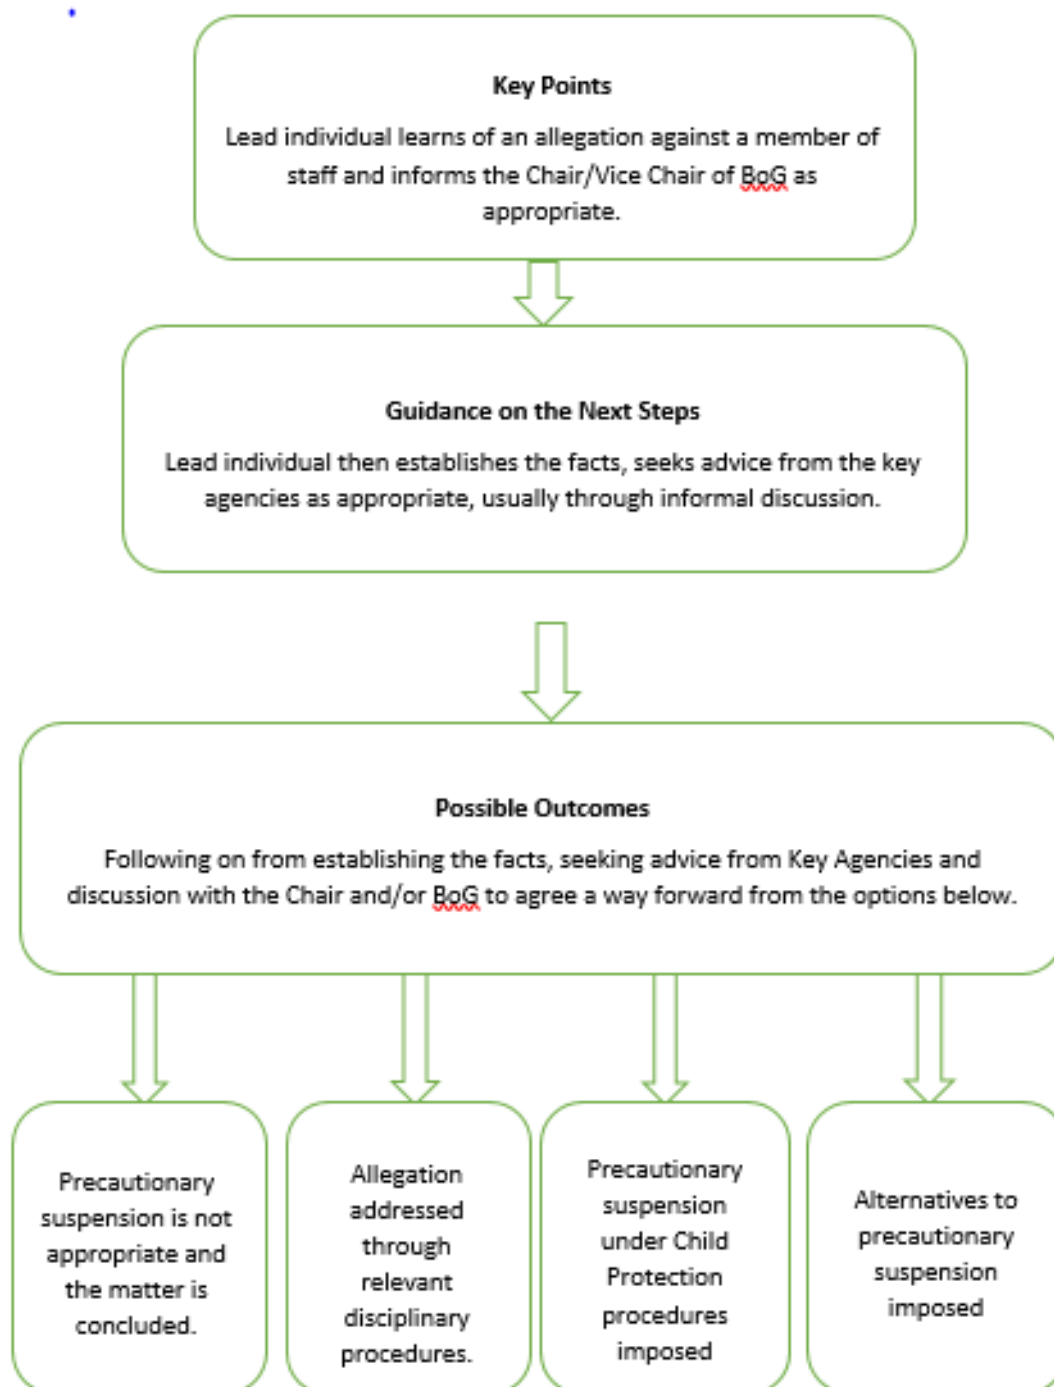 Key Points
Lead individual learns of an allegation against a member of
staff and informs the Chair/Vice Chair of BoG as
appropriate.
Guidance on the Next Steps
Lead individual then establishes the facts, seeks advice from the key
agencies as appropriate, usually through informal discussion.
Possible Outcomes
Following on from establishing the facts, seeking advice from Key Agencies and
discussion with the Chair and/or BoG to agree a way forward from the options below.
Precautionary
suspension is not
appropriate and
the matter is
concluded.
Allegation
addressed
through
relevant
disciplinary
procedures.
Precautionary
suspension
under Child
Protection
procedures
imposed
Alternatives to
precautionary
suspension
imposed